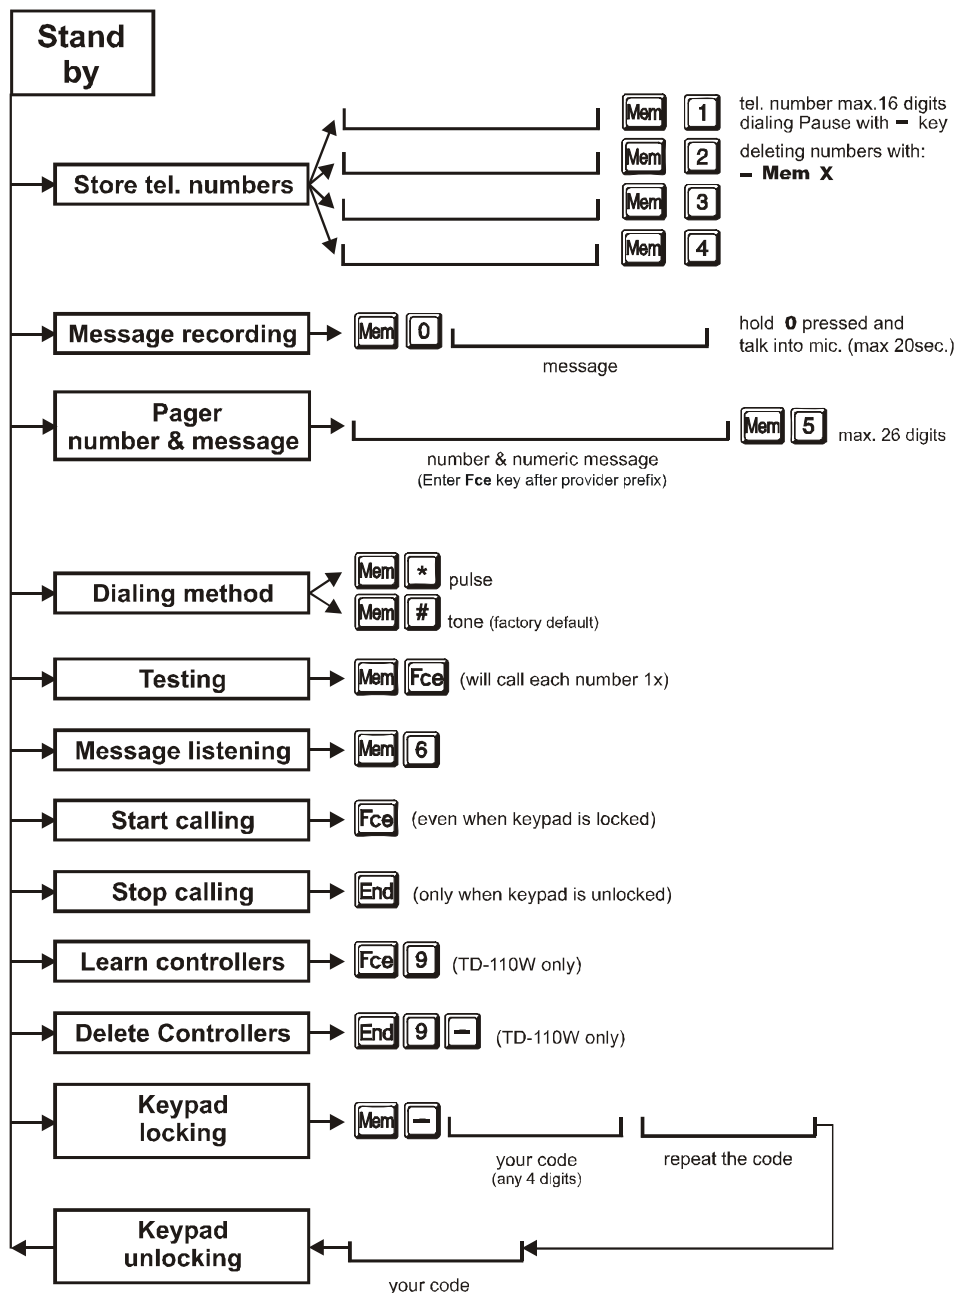 Stand
by
Store tel. numbers
Mem 1
tel. number max.16 digits
dialing Pause with – key
Mem 2
deleting numbers with:
– Mem X
Mem 3
Mem 4
Message recording
Mem 0
message
hold 0 pressed and
talk into mic. (max 20sec.)
Pager
number & message
Mem 5
max. 26 digits
number & numeric message
(Enter Fce key after provider prefix)
Dialing method
Mem * pulse
Mem # tone (factory default)
Testing
Mem Fce (will call each number 1x)
Message listening
Mem 6
Start calling
Fce (even when keypad is locked)
Stop calling
End (only when keypad is unlocked)
Learn controllers
Fce 9 (TD-110W only)
Delete Controllers
End 9 – (TD-110W only)
Keypad
locking
Mem –
your code
(any 4 digits)
repeat the code
Keypad
unlocking
your code